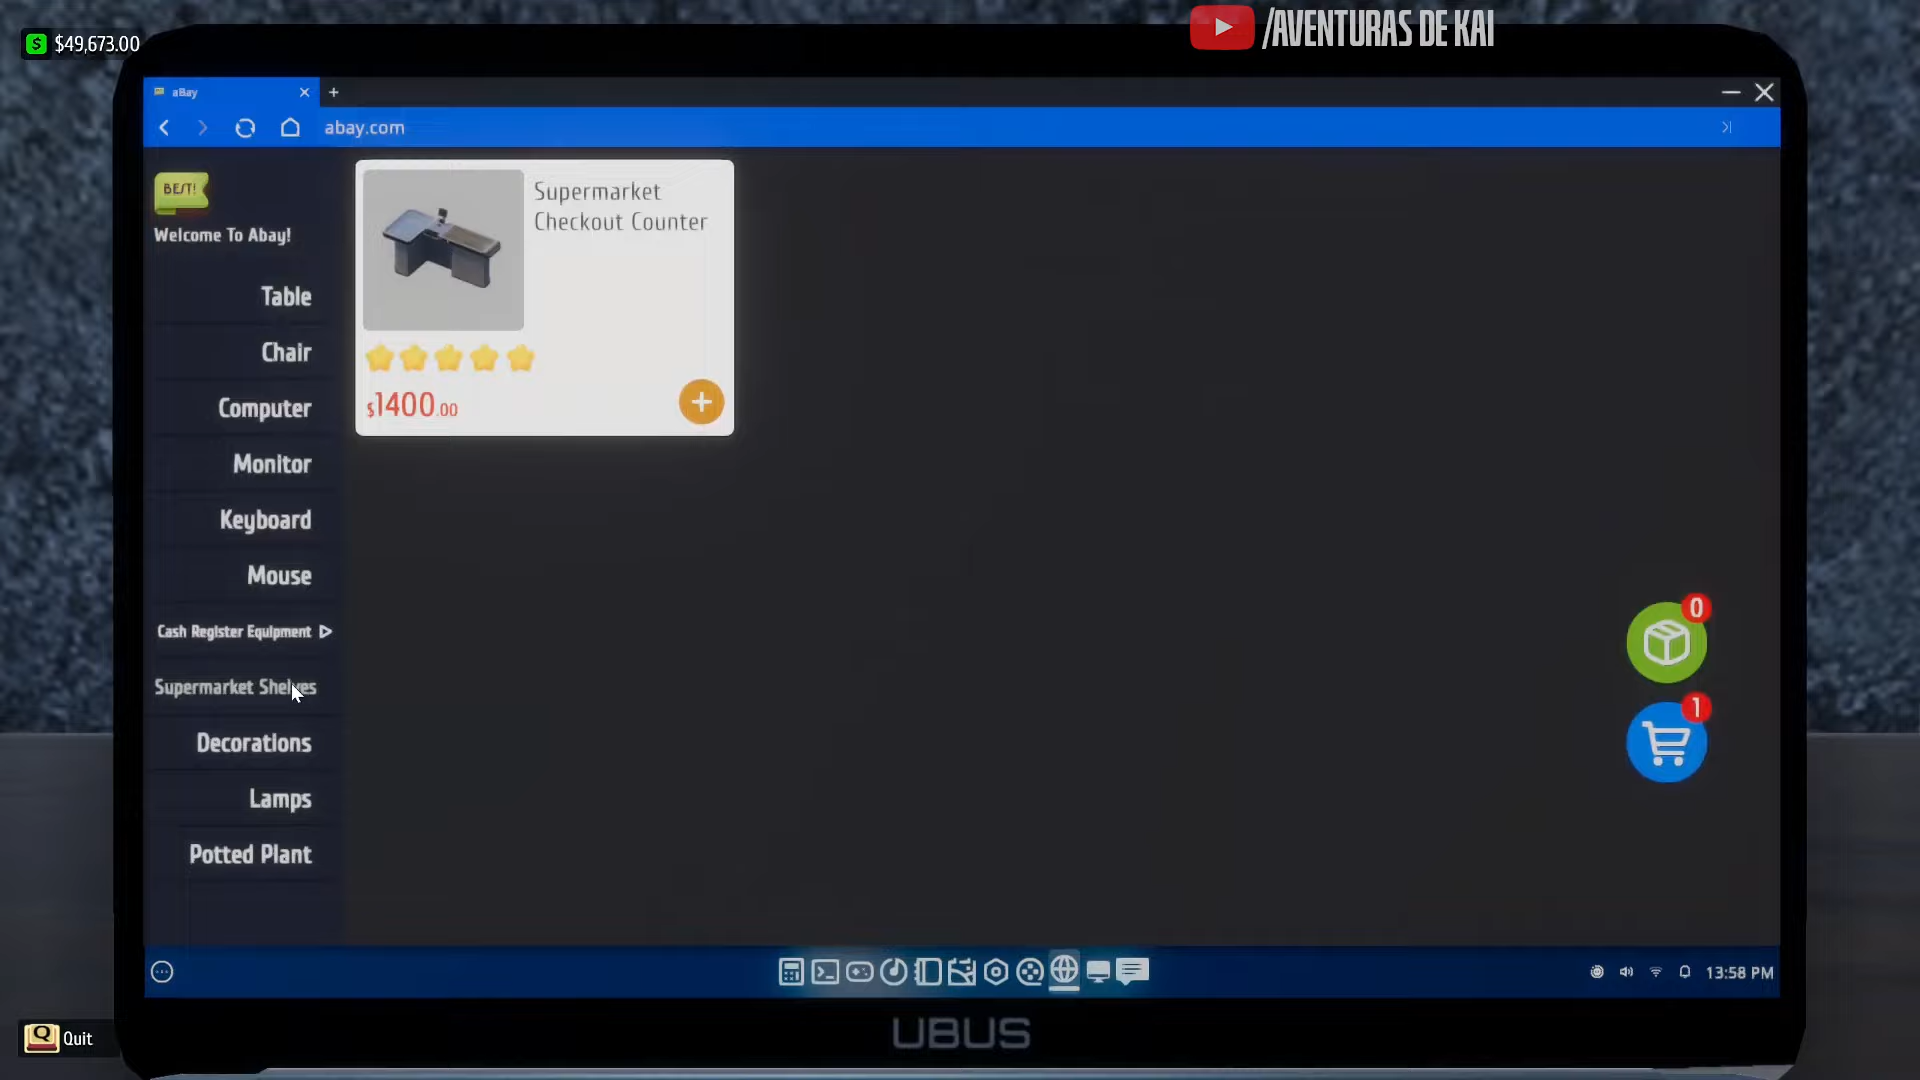 $49,673.00
/AVENTURAS DE KAI
aBay
abay.com
BEST!
Welcome To Abay!
Table
Chair
Computer
Monitor
Keyboard
Mouse
Cash Register Equipment
Supermarket Shelves
Decorations
Lamps
Potted Plant
Supermarket
Checkout Counter
$1400.00
0
1
13:58 PM
Q Quit
UBUS